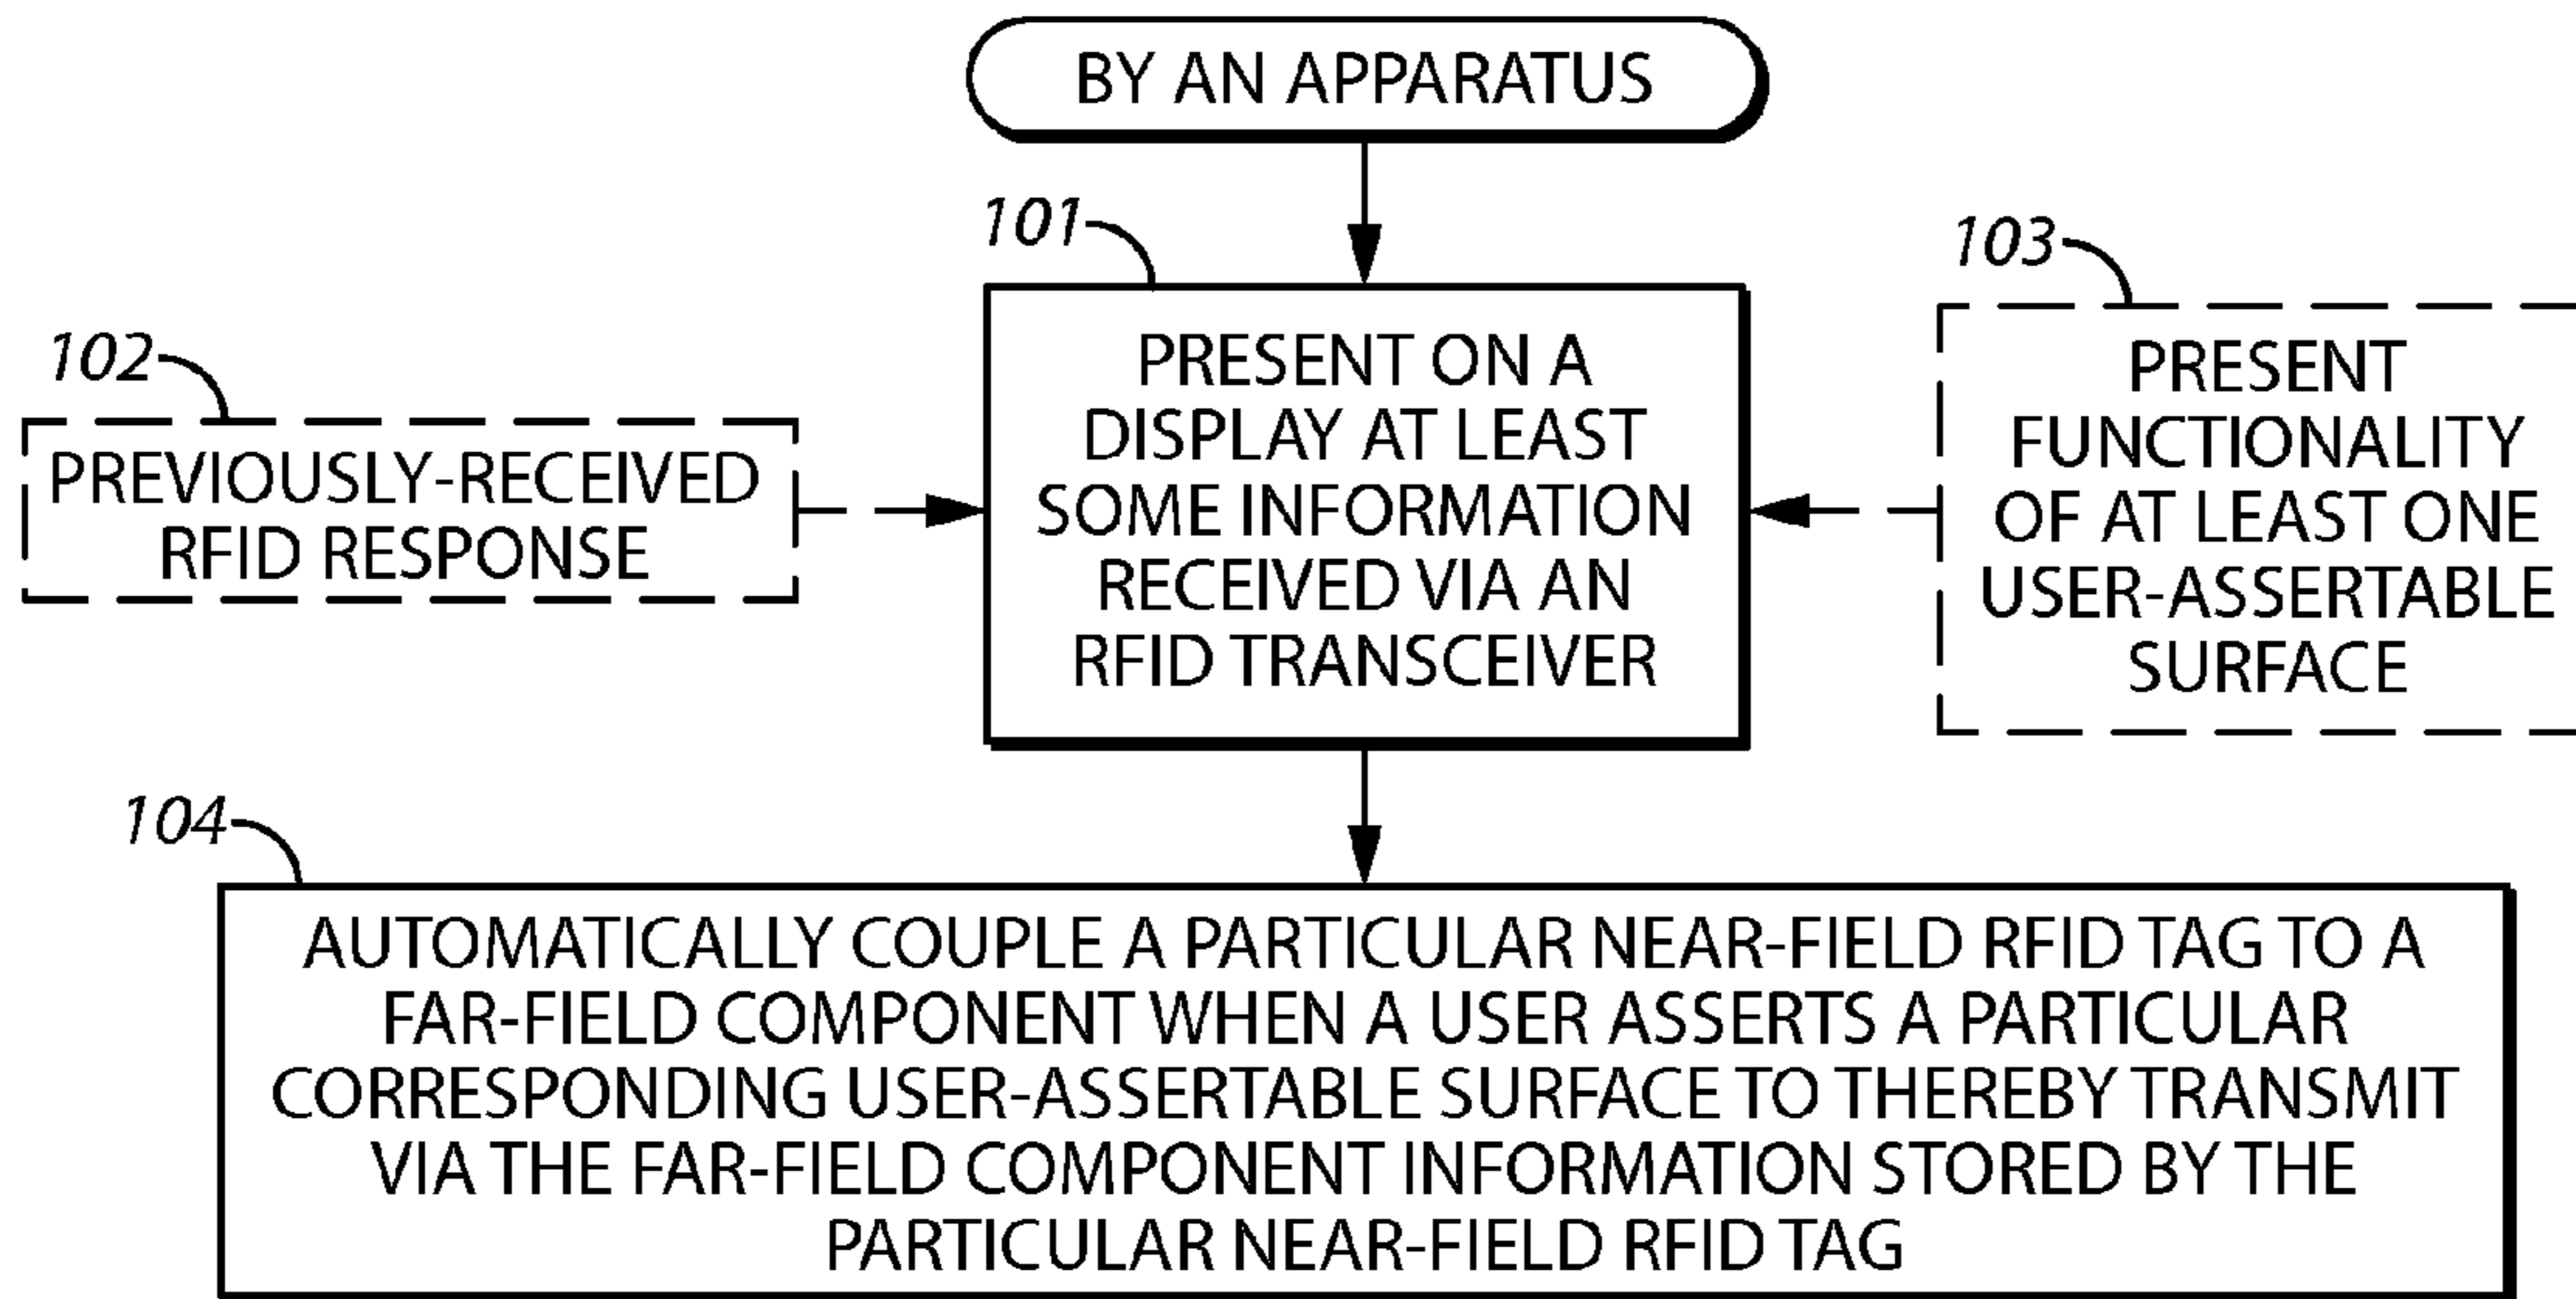 BY AN APPARATUS
101
PRESENT ON A
DISPLAY AT LEAST
SOME INFORMATION
RECEIVED VIA AN
RFID TRANSCEIVER
102
PREVIOUSLY-RECEIVED
RFID RESPONSE
103
PRESENT
FUNCTIONALITY
OF AT LEAST ONE
USER-ASSERTABLE
SURFACE
104
AUTOMATICALLY COUPLE A PARTICULAR NEAR-FIELD RFID TAG TO A
FAR-FIELD COMPONENT WHEN A USER ASSERTS A PARTICULAR
CORRESPONDING USER-ASSERTABLE SURFACE TO THEREBY TRANSMIT
VIA THE FAR-FIELD COMPONENT INFORMATION STORED BY THE
PARTICULAR NEAR-FIELD RFID TAG